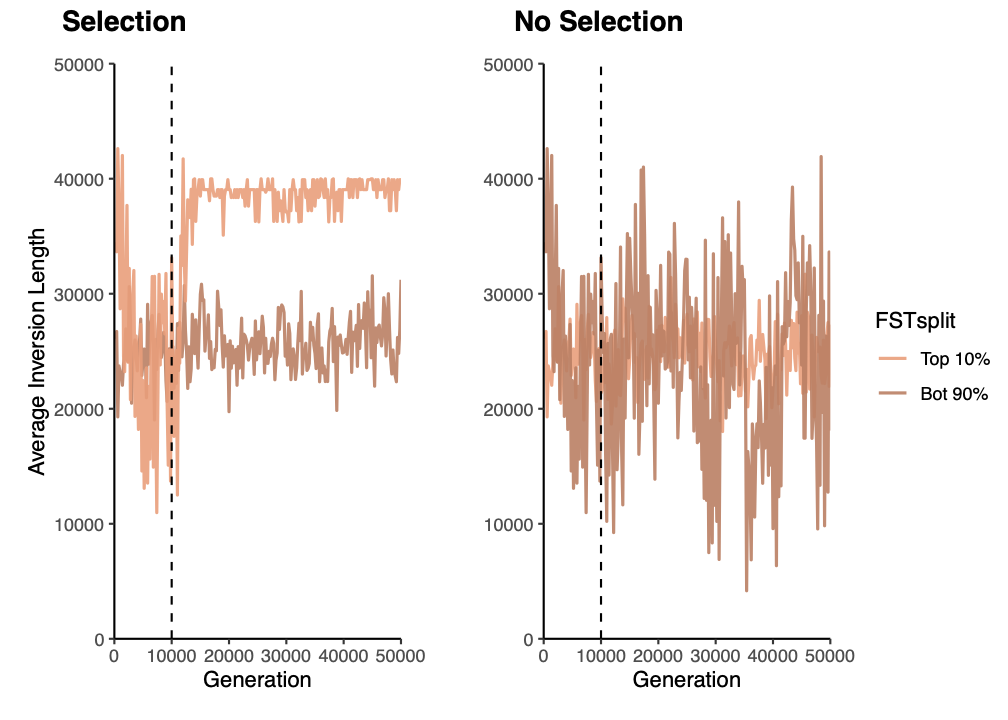 Selection
No Selection
Average Inversion Length
50000
40000
30000
20000
10000
0
0 10000 20000 30000 40000 50000
Generation
50000
40000
30000
20000
10000
0
0 10000 20000 30000 40000 50000
Generation
FSTsplit
Top 10%
Bot 90%